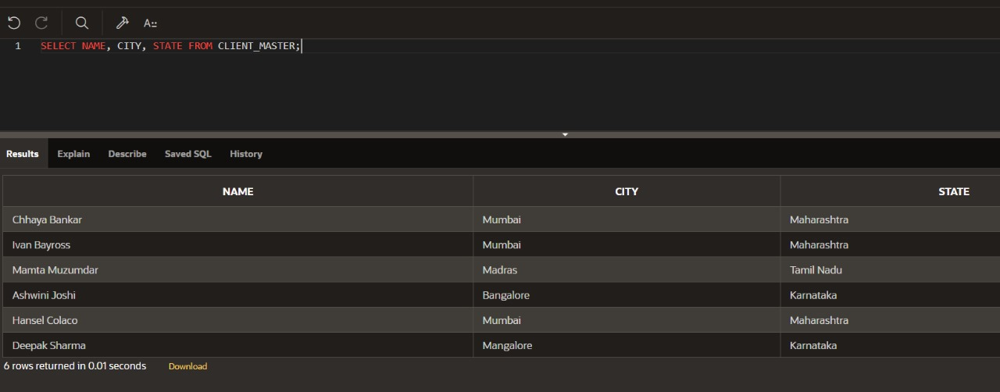 A::
1 SELECT NAME, CITY, STATE FROM CLIENT_MASTER;
Results Explain Describe Saved SQL History
NAME CITY STATE
Chhaya Bankar Mumbai Maharashtra
Ivan Bayross Mumbai Maharashtra
Mamta Muzumdar Madras Tamil Nadu
Ashwini Joshi Bangalore Karnataka
Hansel Colaco Mumbai Maharashtra
Deepak Sharma Mangalore Karnataka
6 rows returned in 0.01 seconds Download